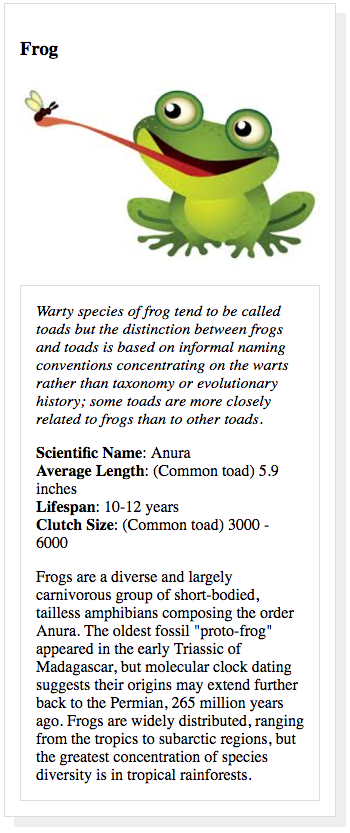 Frog
Warty species of frog tend to be called
toads but the distinction between frogs
and toads is based on informal naming
conventions concentrating on the warts
rather than taxonomy or evolutionary
history; some toads are more closely
related to frogs than to other toads.
Scientific Name: Anura
Average Length: (Common toad) 5.9
inches
Lifespan: 10-12 years
Clutch Size: (Common toad) 3000 -
6000
Frogs are a diverse and largely
carnivorous group of short-bodied,
tailless amphibians composing the order
Anura. The oldest fossil "proto-frog"
appeared in the early Triassic of
Madagascar, but molecular clock dating
suggests their origins may extend further
back to the Permian, 265 million years
ago. Frogs are widely distributed, ranging
from the tropics to subarctic regions, but
the greatest concentration of species
diversity is in tropical rainforests.